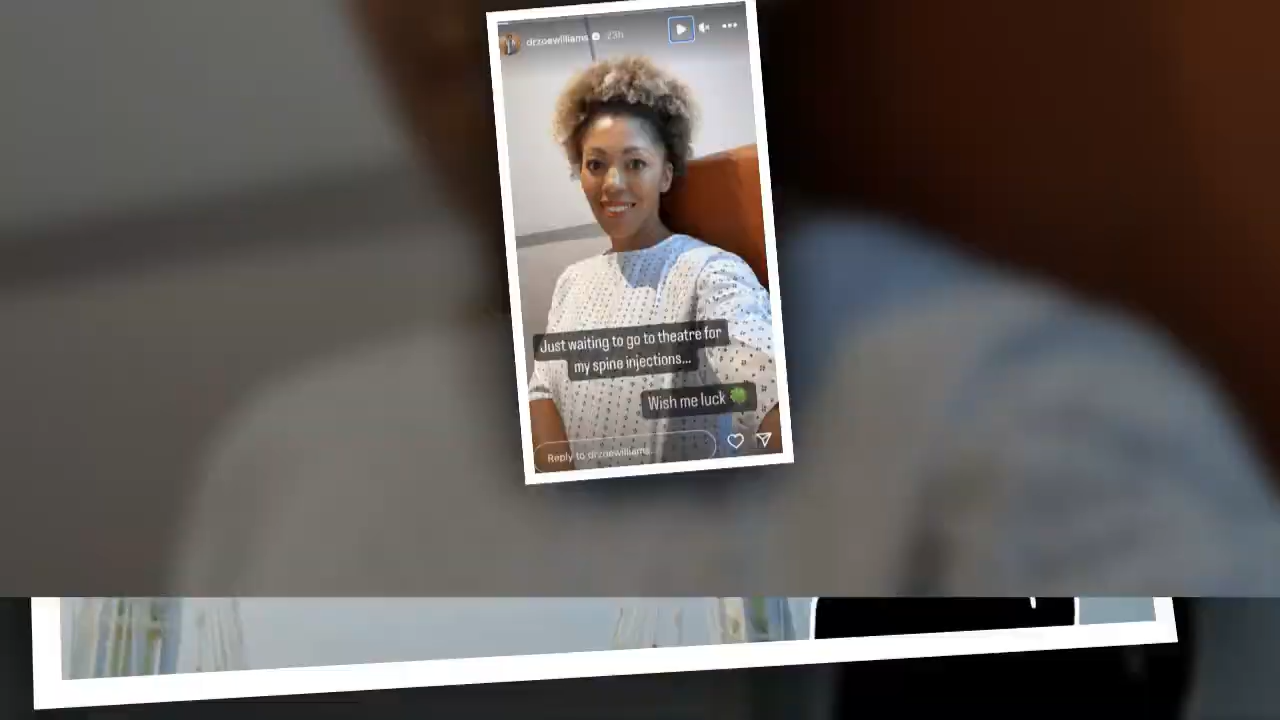 drzoewilliams 23h
Just waiting to go to theatre for
my spine injections...
Wish me luck
Reply to drzoewilliams...